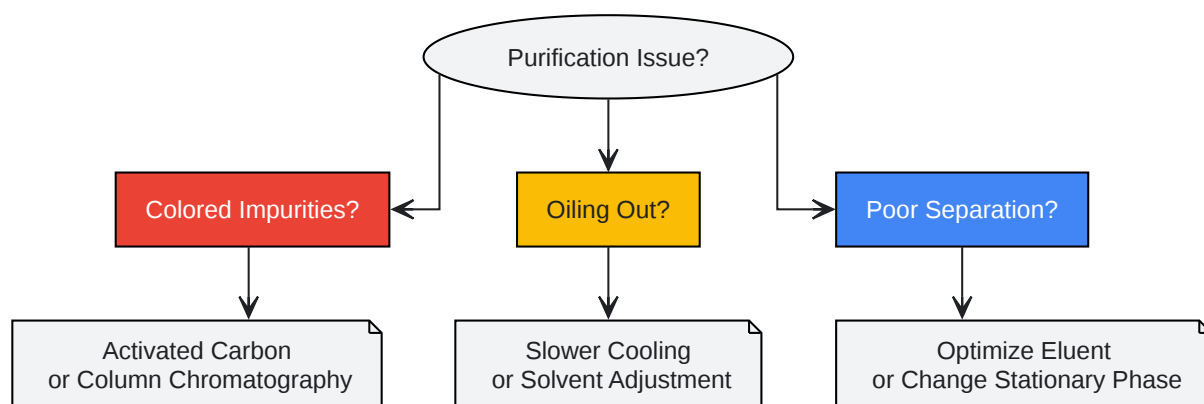 Purification Issue?
Colored Impurities?
Oiling Out?
Poor Separation?
Activated Carbon
or Column Chromatography
Slower Cooling
or Solvent Adjustment
Optimize Eluent
or Change Stationary Phase